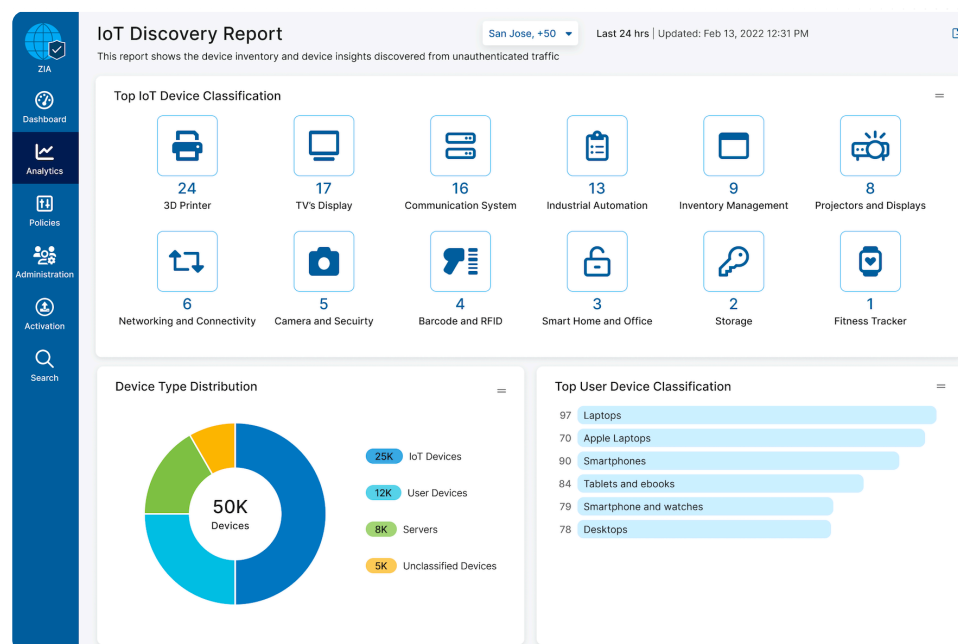 ZIA
Dashboard
Analytics
Policies
Administration
Activation
Search
IoT Discovery Report
San Jose, +50
Last 24 hrs | Updated: Feb 13, 2022 12:31 PM
This report shows the device inventory and device insights discovered from unauthenticated traffic
Top IoT Device Classification
24
3D Printer
17
TV's Display
16
Communication System
13
Industrial Automation
9
Inventory Management
8
Projectors and Displays
6
Networking and Connectivity
5
Camera and Secuirty
4
Barcode and RFID
3
Smart Home and Office
2
Storage
1
Fitness Tracker
Device Type Distribution
50K
Devices
25K IoT Devices
12K User Devices
8K Servers
5K Unclassified Devices
Top User Device Classification
97 Laptops
70 Apple Laptops
90 Smartphones
84 Tablets and ebooks
79 Smartphone and watches
78 Desktops